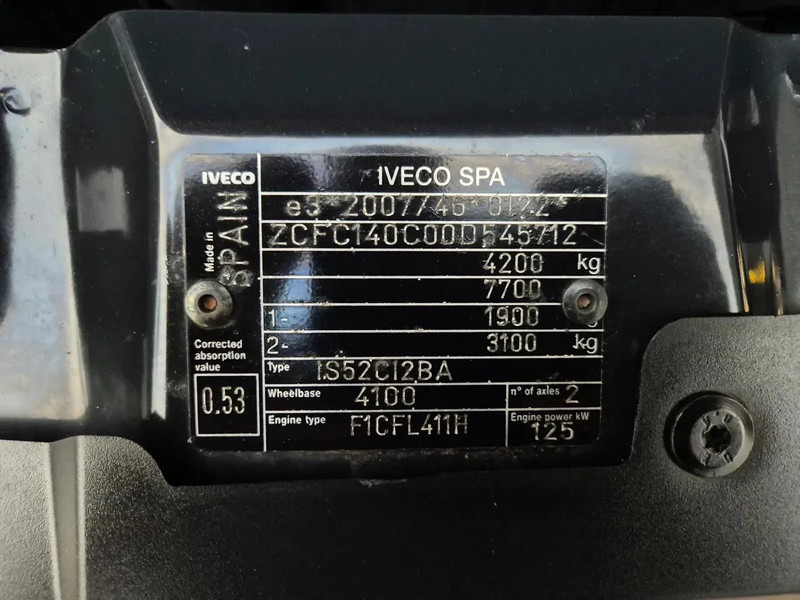 IVECO
IVECO SPA
Made in SPAIN
e3*2007/46*0122*
ZCFC140C00D545712
4200 kg
7700
1- 1900
2- 3100 kg
Corrected absorption value
0.53
Type IS52CI2BA
Wheelbase 4100
n° of axles 2
Engine type F1CFL411H
Engine power kW 125